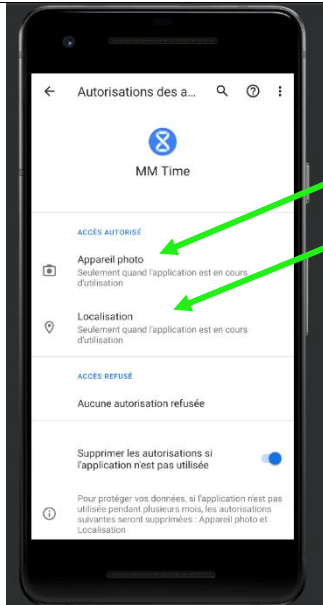 Autorisations des a...
MM Time
ACCÈS AUTORISÉ
Appareil photo
Seulement quand l'application est en cours
d'utilisation
Localisation
Seulement quand l'application est en cours
d'utilisation
ACCÈS REFUSÉ
Aucune autorisation refusée
Supprimer les autorisations si
l'application n'est pas utilisée
Pour protéger vos données, si l'application n'est pas
utilisée pendant plusieurs mois, les autorisations
suivantes seront supprimées : Appareil photo et
Localisation